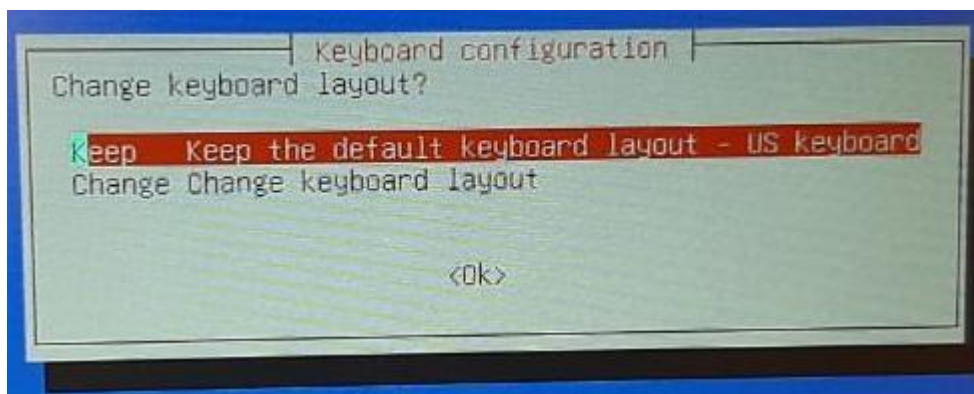 Keyboard configuration
Change keyboard layout?
Keep Keep the default keyboard layout - US keyboard
Change Change keyboard layout
<Ok>